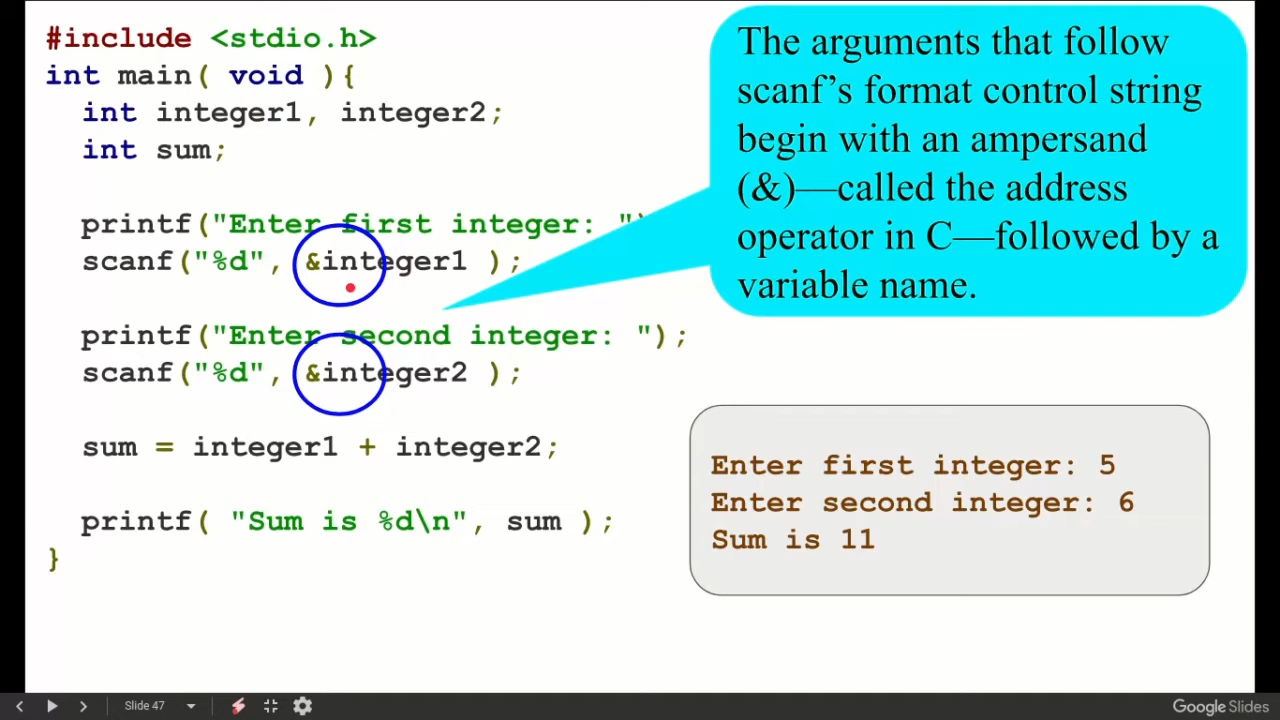 #include <stdio.h>
int main( void ){
int integer1, integer2;
int sum;
printf("Enter first integer: ")
scanf("%d", &integer1 );
printf("Enter second integer: ");
scanf("%d", &integer2 );
sum = integer1 + integer2;
printf( "Sum is %d\n", sum );
}
The arguments that follow
scanf’s format control string
begin with an ampersand
(&)—called the address
operator in C—followed by a
variable name.
Enter first integer: 5
Enter second integer: 6
Sum is 11
Slide 47
Google Slides